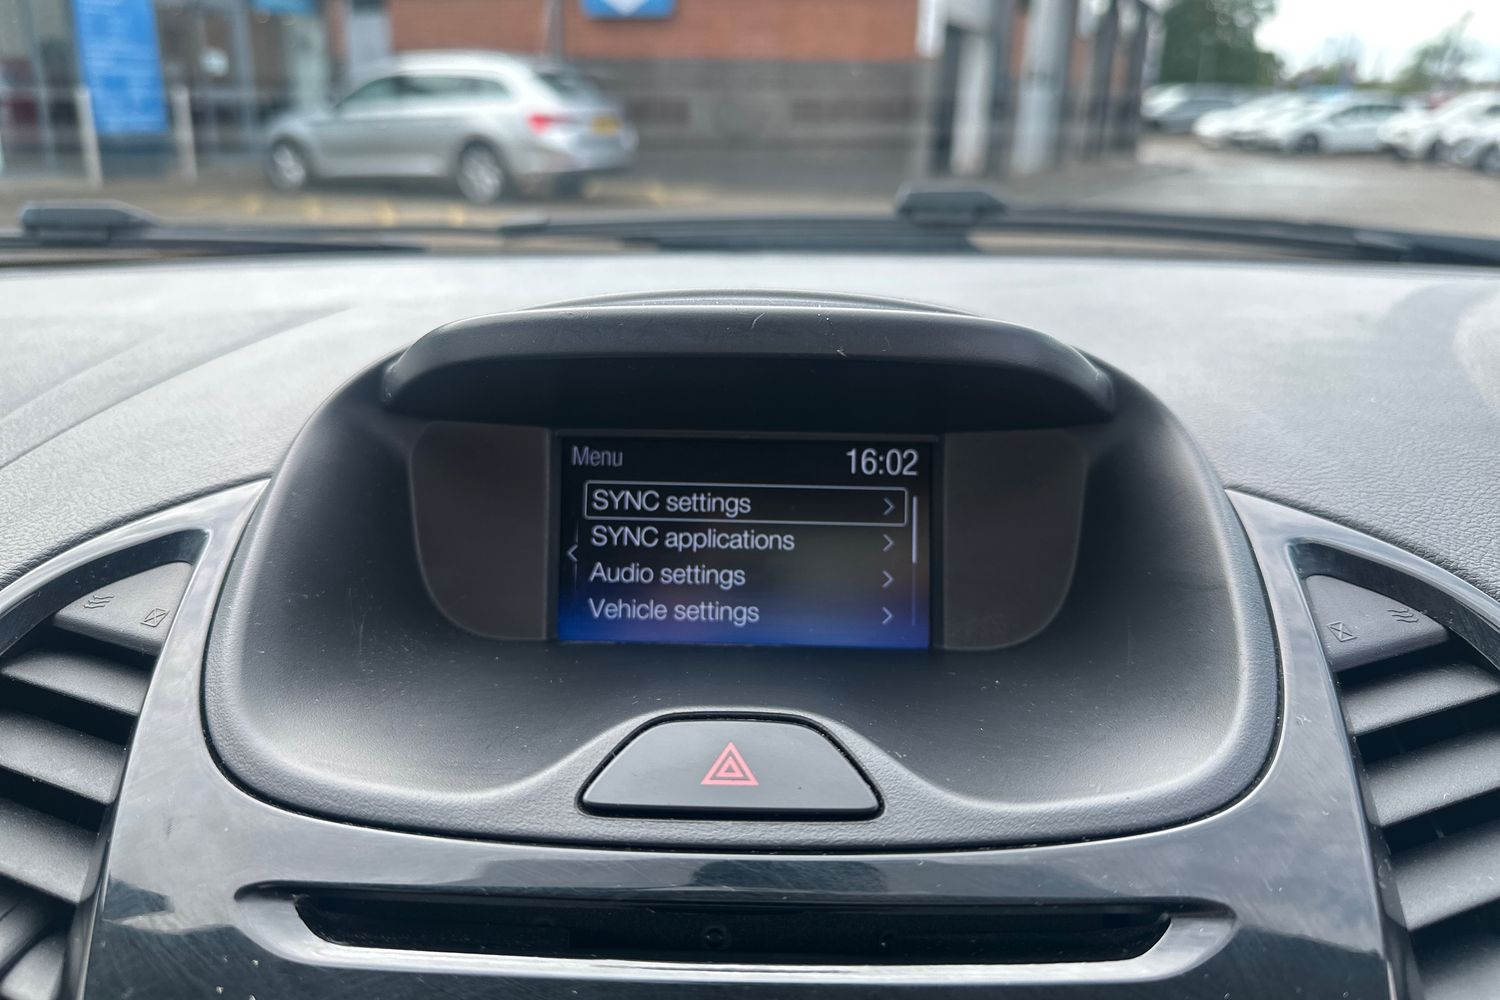 Menu 16:02
SYNC settings
SYNC applications
Audio settings
Vehicle settings